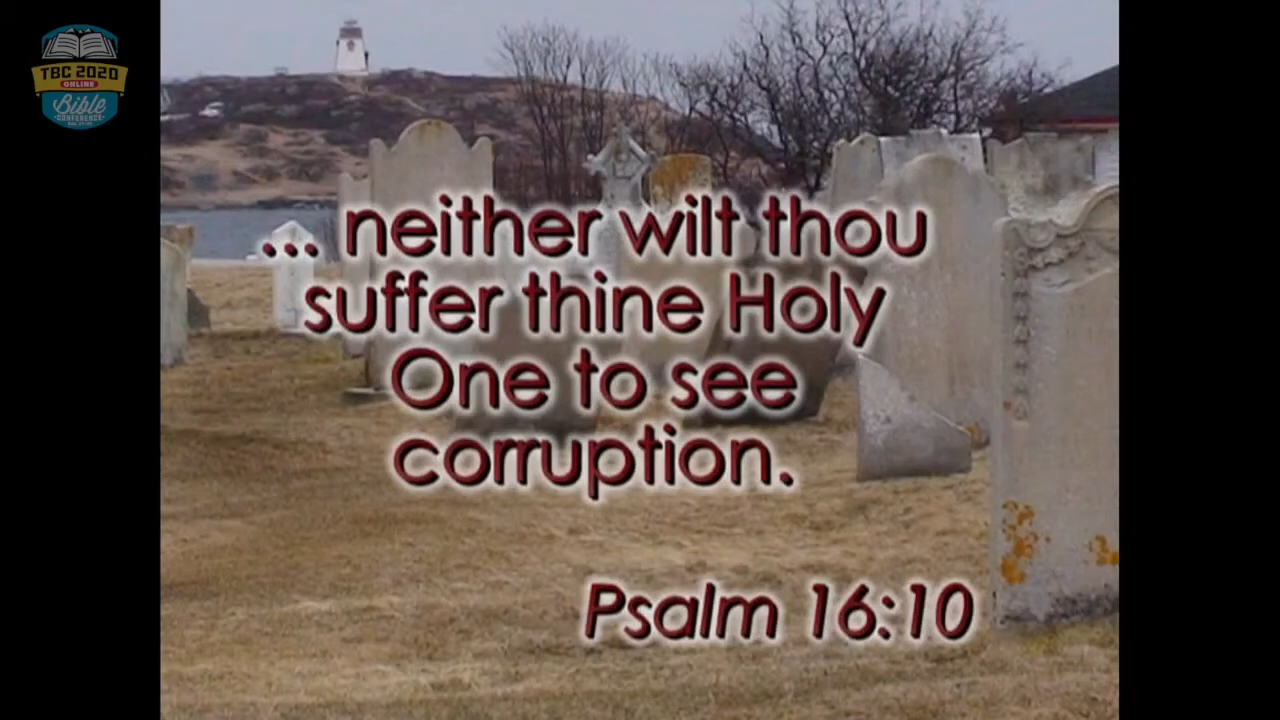 TBC 2020
ONLINE
Bible
CONFERENCE
... neither wilt thou
suffer thine Holy
One to see
corruption.
Psalm 16:10